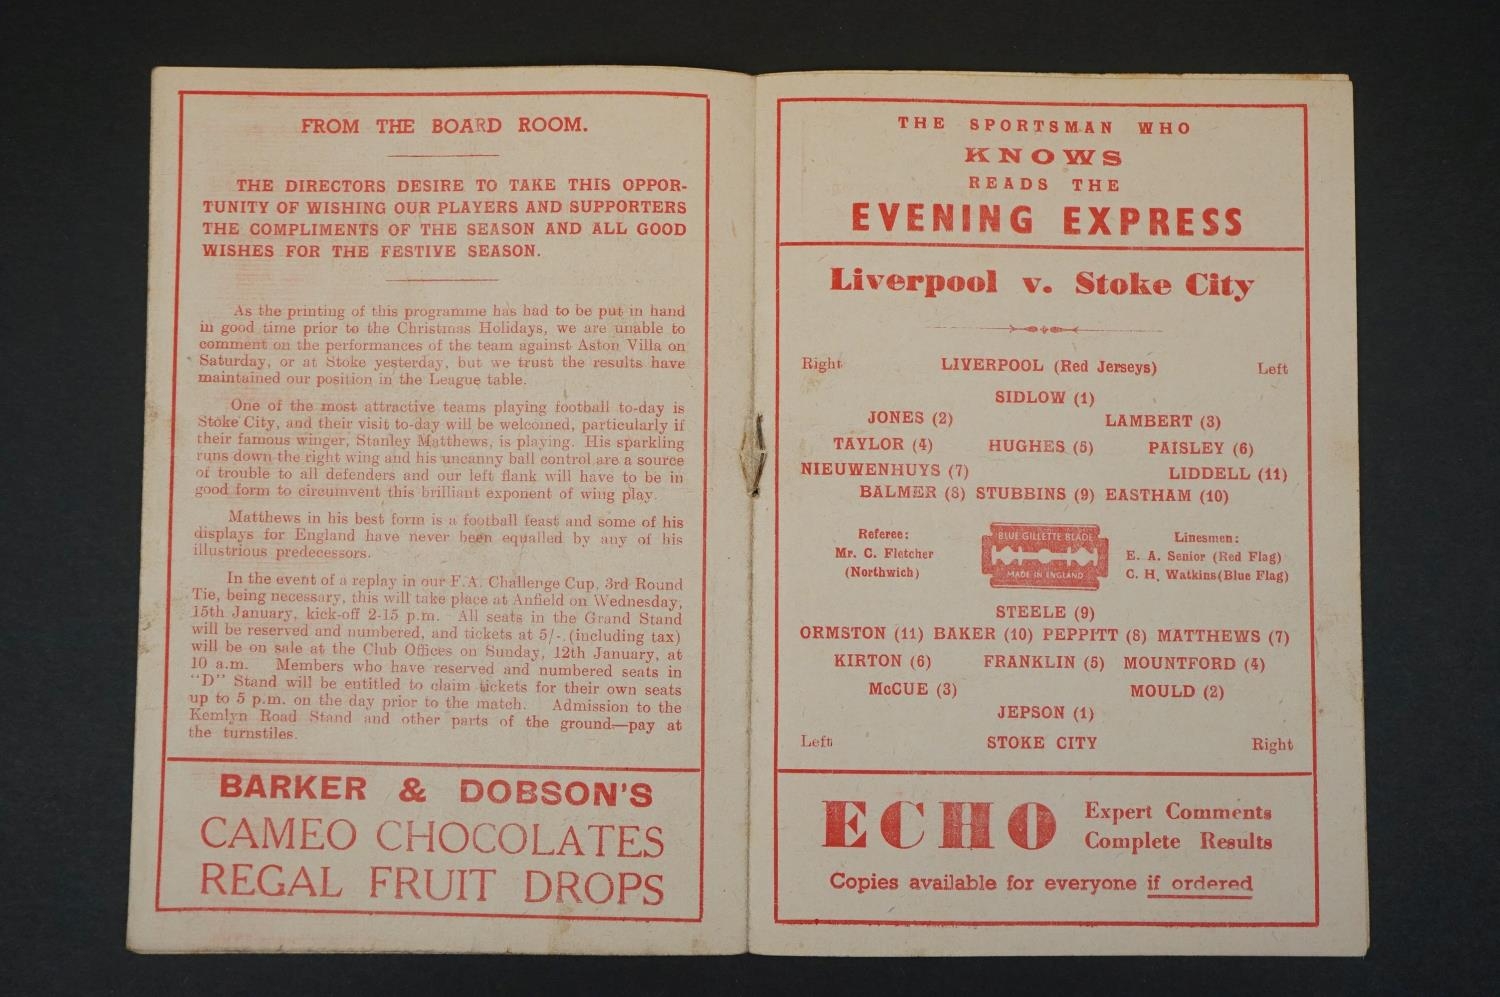 FROM THE BOARD ROOM.
THE DIRECTORS DESIRE TO TAKE THIS OPPOR-
TUNITY OF WISHING OUR PLAYERS AND SUPPORTERS
THE COMPLIMENTS OF THE SEASON AND ALL GOOD
WISHES FOR THE FESTIVE SEASON.
As the printing of this programme has had to be put in hand
in good time prior to the Christmas Holidays, we are unable to
comment on the performances of the team against Aston Villa on
Saturday, or at Stoke yesterday, but we trust the results have
maintained our position in the League table.
One of the most attractive teams playing football to-day is
Stoke City, and their visit to-day will be welcomed, particularly if
their famous winger, Stanley Matthews, is playing. His sparkling
runs down the right wing and his uncanny ball control are a source
of trouble to all defenders and our left flank will have to be in
good form to circumvent this brilliant exponent of wing play.
Matthews in his best form is a football feast and some of his
displays for England have never been equalled by any of his
illustrious predecessors.
In the event of a replay in our F.A. Challenge Cup, 3rd Round
Tie, being necessary, this will take place at Anfield on Wednesday,
15th January, kick-off 2-15 p.m. All seats in the Grand Stand
will be reserved and numbered, and tickets at 5/- (including tax)
will be on sale at the Club Offices on Sunday, 12th January, at
10 a.m. Members who have reserved and numbered seats in
"D" Stand will be entitled to claim tickets for their own seats
up to 5 p.m. on the day prior to the match. Admission to the
Kemlyn Road Stand and other parts of the ground—pay at
the turnstiles.
BARKER & DOBSON'S
CAMEO CHOCOLATES
REGAL FRUIT DROPS
THE SPORTSMAN WHO
KNOWS
READS THE
EVENING EXPRESS
Liverpool v. Stoke City
Right LIVERPOOL (Red Jerseys) Left
SIDLOW (1)
JONES (2) LAMBERT (3)
TAYLOR (4) HUGHES (5) PAISLEY (6)
NIEUWENHUYS (7) LIDDELL (11)
BALMER (8) STUBBINS (9) EASTHAM (10)
Referee:
Mr. C. Fletcher
(Northwich)
BLUE GILLETTE BLADE
MADE IN ENGLAND
Linesmen:
E. A. Senior (Red Flag)
C. H. Watkins(Blue Flag)
STEELE (9)
ORMSTON (11) BAKER (10) PEPPITT (8) MATTHEWS (7)
KIRTON (6) FRANKLIN (5) MOUNTFORD (4)
McCUE (3) MOULD (2)
JEPSON (1)
Left STOKE CITY Right
ECHO
Expert Comments
Complete Results
Copies available for everyone if ordered